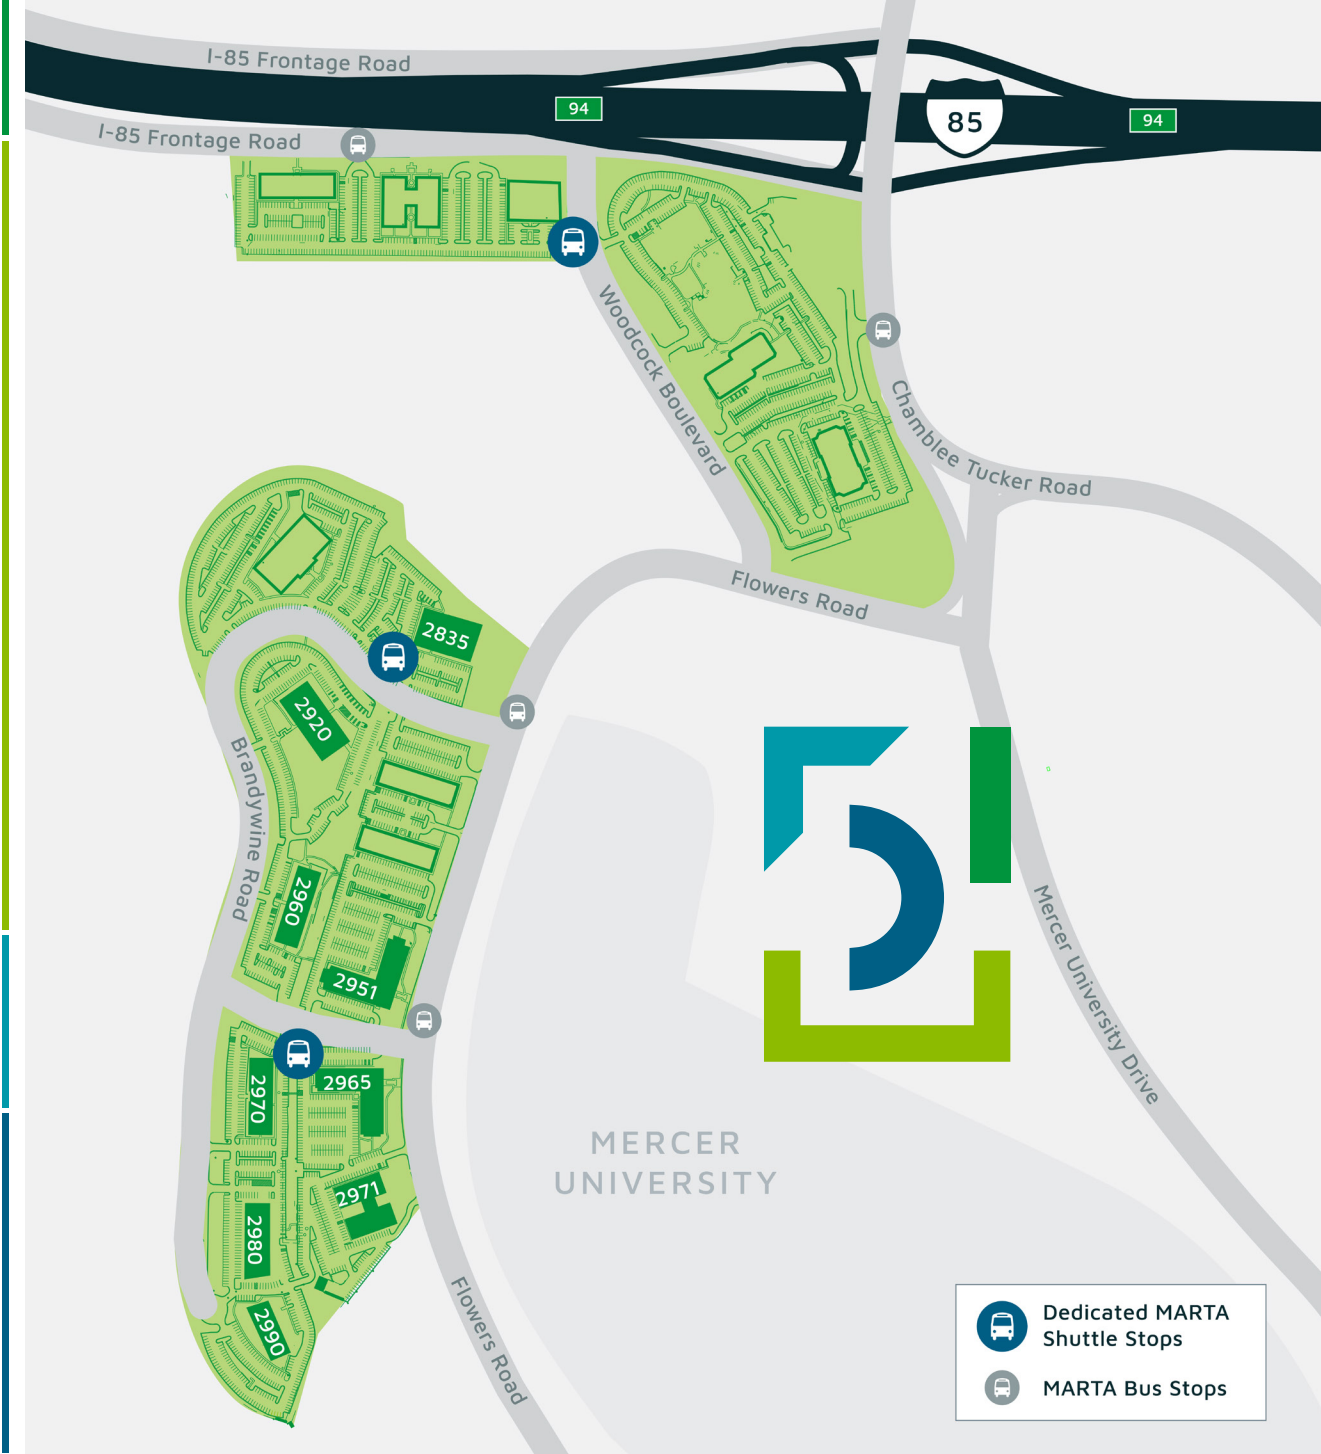 I-85 Frontage Road
94
85
94
I-85 Frontage Road
Woodcock Boulevard
Chamblee Tucker Road
Flowers Road
2835
2920
Brandywine Road
2960
2951
Mercer University Drive
2965
2970
MERCER
UNIVERSITY
2971
2980
2990
Flowers Road
Dedicated MARTA
Shuttle Stops
MARTA Bus Stops